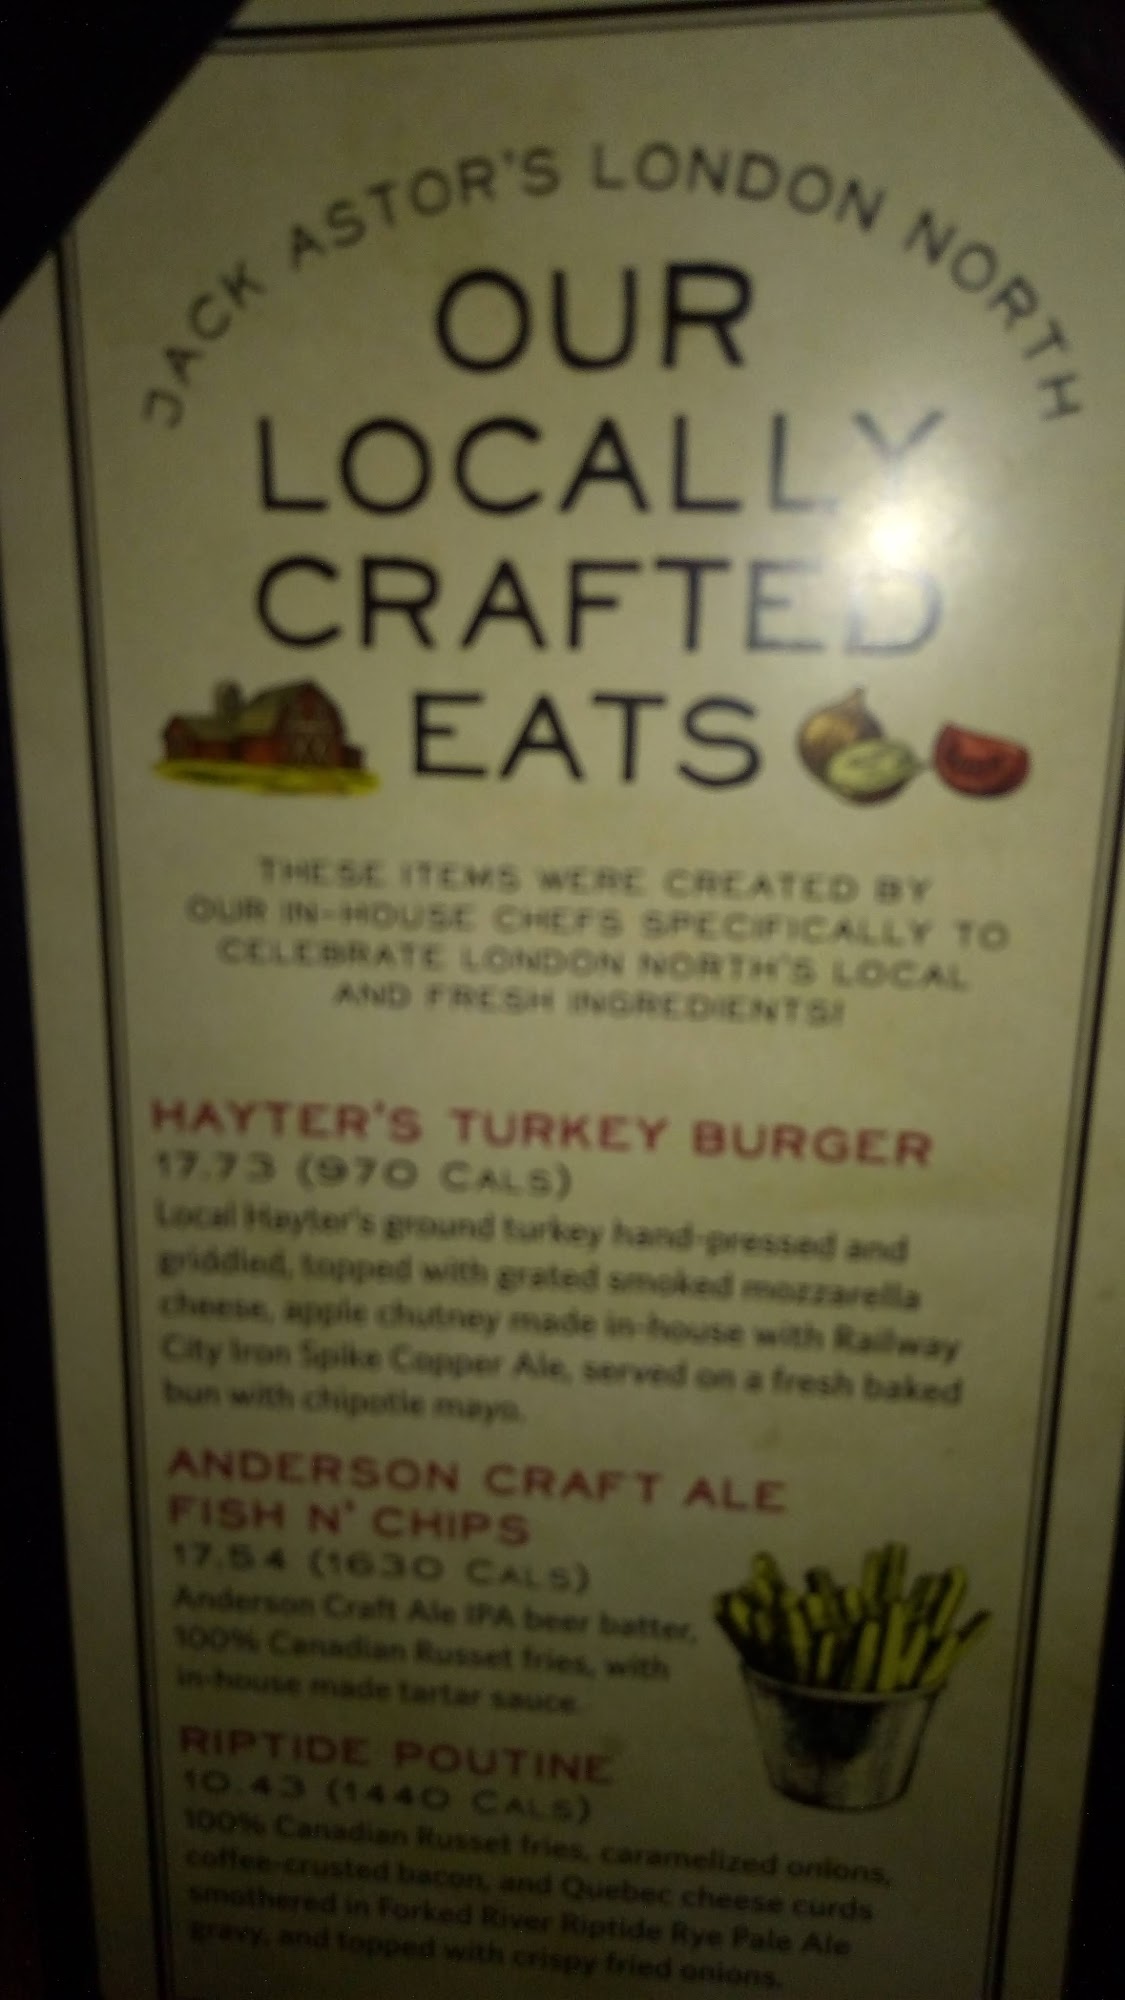 JACK ASTOR'S LONDON NORTH
OUR
LOCALLY
CRAFTED
EATS
THESE ITEMS WERE CREATED BY
OUR IN-HOUSE CHEFS SPECIFICALLY TO
CELEBRATE LONDON NORTH'S LOCAL
AND FRESH INGREDIENTS!
HAYTER'S TURKEY BURGER
17.73 (970 CALS)
Local Hayter's ground turkey hand-pressed and
griddled, topped with grated smoked mozzarella
cheese, apple chutney made in-house with Railway
City Iron Spike Copper Ale, served on a fresh baked
bun with chipotle mayo.
ANDERSON CRAFT ALE
FISH N' CHIPS
17.54 (1630 CALS)
Anderson Craft Ale IPA beer batter,
100% Canadian Russet fries, with
in-house made tartar sauce.
RIPTIDE POUTINE
10.43 (1440 CALS)
100% Canadian Russet fries, caramelized onions,
coffee-crusted bacon, and Quebec cheese curds
smothered in Forked River Riptide Rye Pale Ale
gravy, and topped with crispy fried onions.